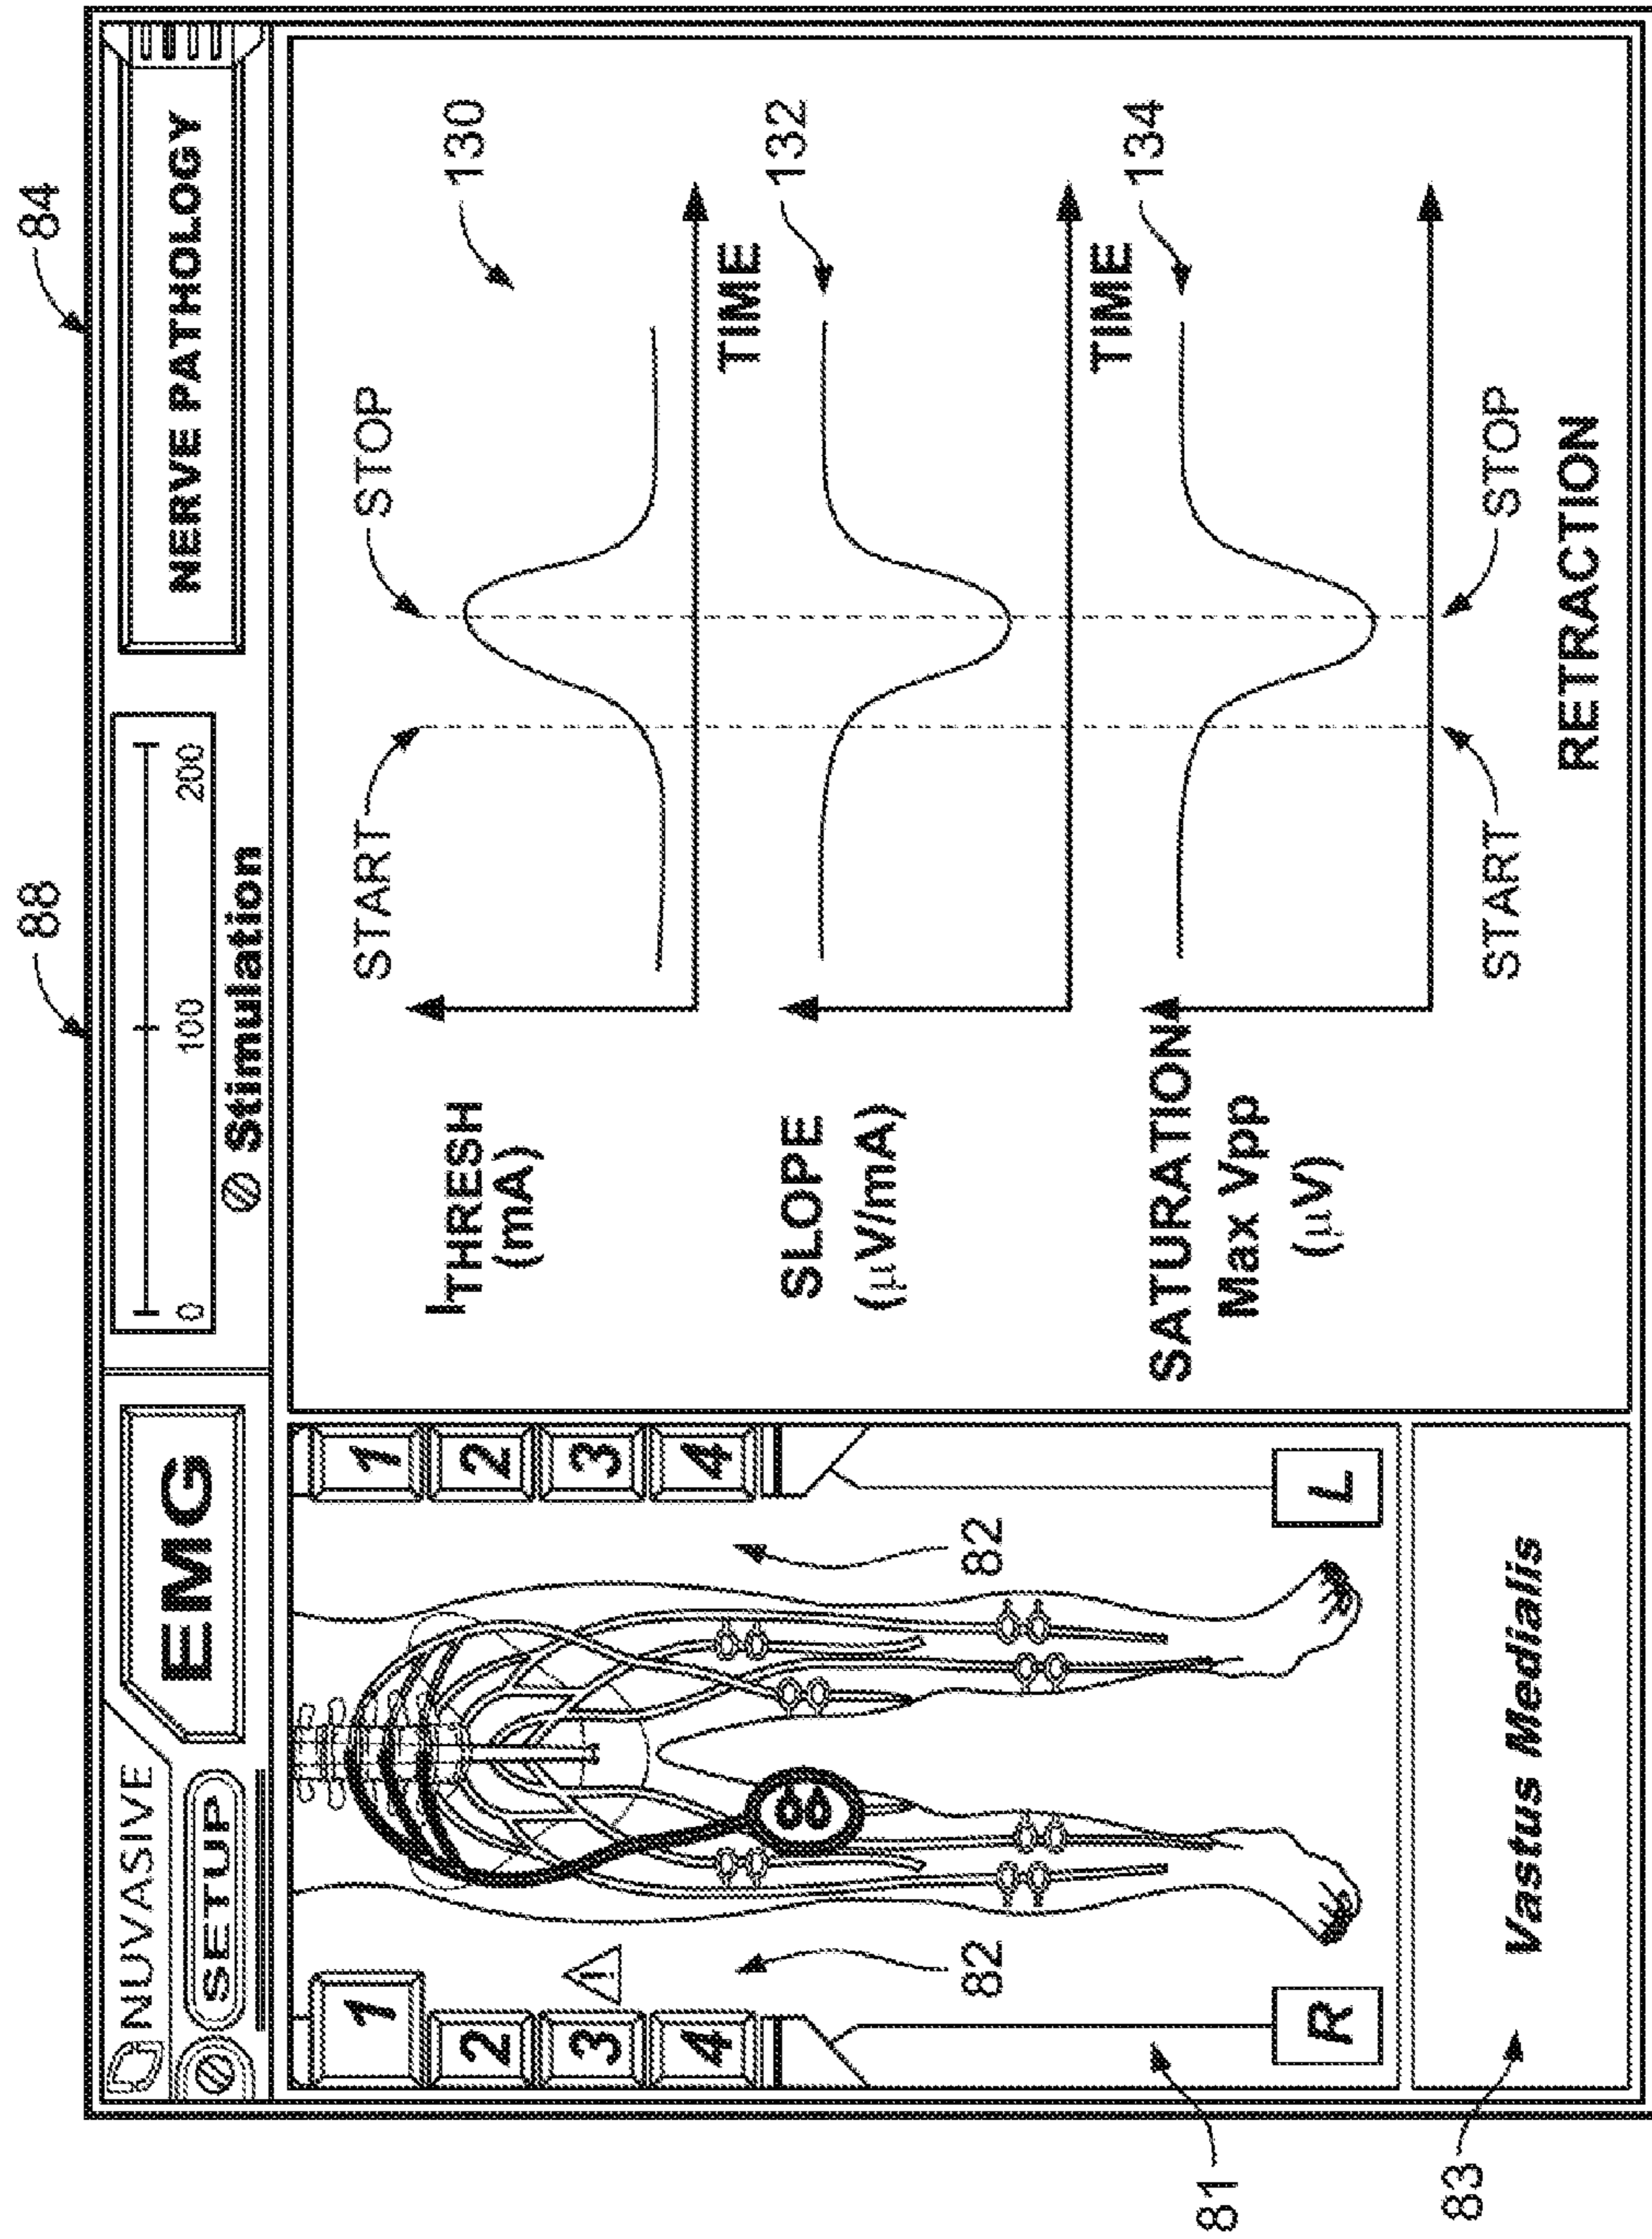 88
84
NUVASIVE
SETUP
EMG
0 100 200
Stimulation
NERVE PATHOLOGY
1
2
3
4
1
2
3
4
82
82
R
L
81
83
Vastus Medialis
START
STOP
130
ITHRESH
(mA)
TIME
132
SLOPE
(µV/mA)
TIME
134
SATURATION
Max Vpp
(µV)
START
STOP
RETRACTION